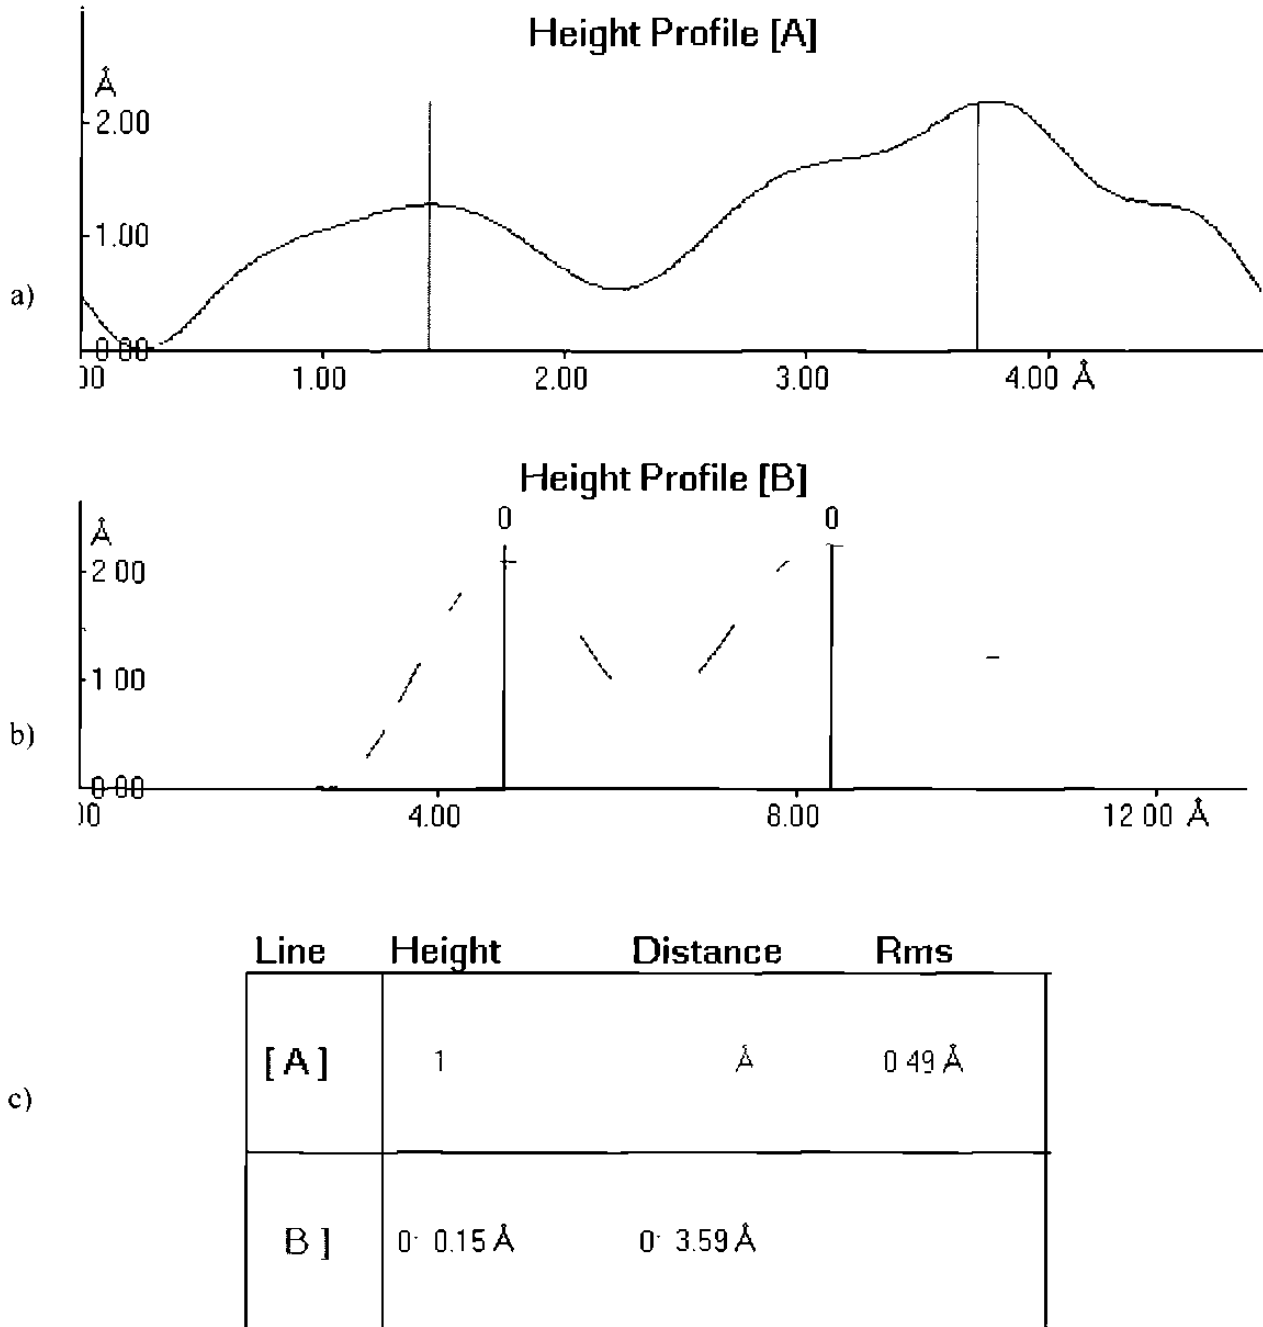 Height Profile [A]
Å
2.00
1.00
a)
0.00
00 1.00 2.00 3.00 4.00 Å
Height Profile [B]
0 0
Å
2 00
1 00
b)
0.00
00 4.00 8.00 12 00 Å
Line Height Distance Rms
[ A ] 1 Å 0 49 Å
c)
B ] 0· 0.15 Å 0· 3.59 Å